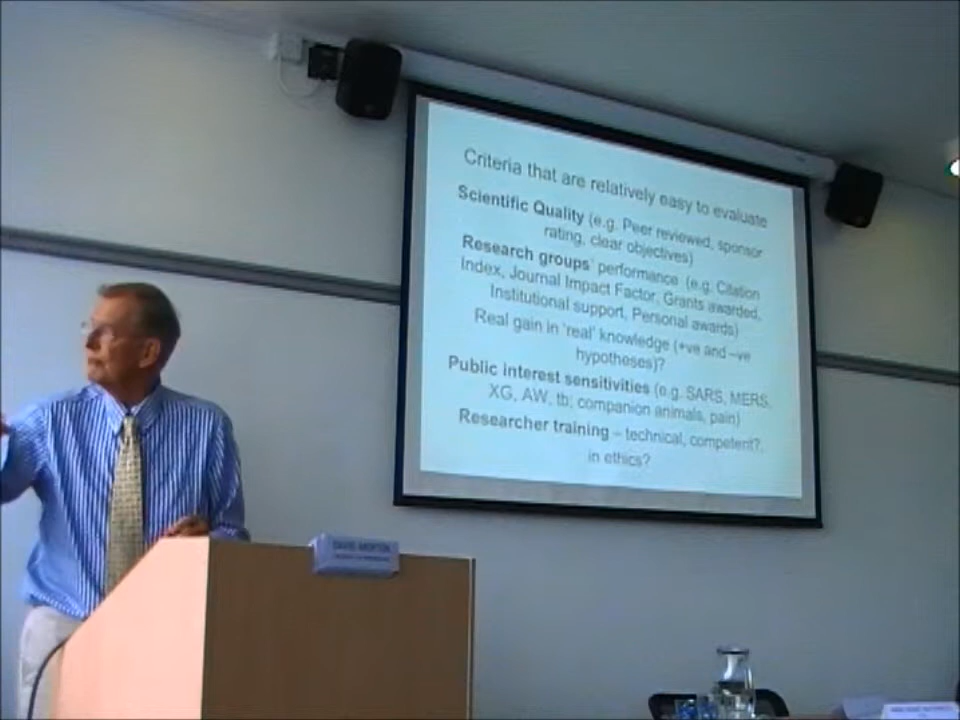 Criteria that are relatively easy to evaluate
Scientific Quality (e.g. Peer reviewed, sponsor
rating, clear objectives)
Research groups' performance (e.g. Citation
Index, Journal Impact Factor, Grants awarded,
Institutional support, Personal awards)
Real gain in 'real' knowledge (+ve and –ve
hypotheses)?
Public interest sensitivities (e.g. SARS, MERS,
XG, AW, tb; companion animals, pain)
Researcher training – technical, competent?,
in ethics?
DAVID MORTON